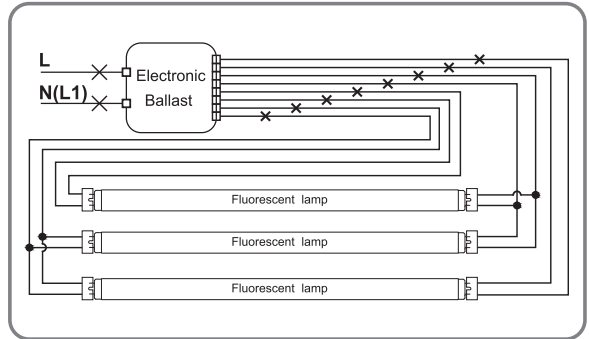 L
N(L1)
Electronic
Ballast
Fluorescent lamp
Fluorescent lamp
Fluorescent lamp